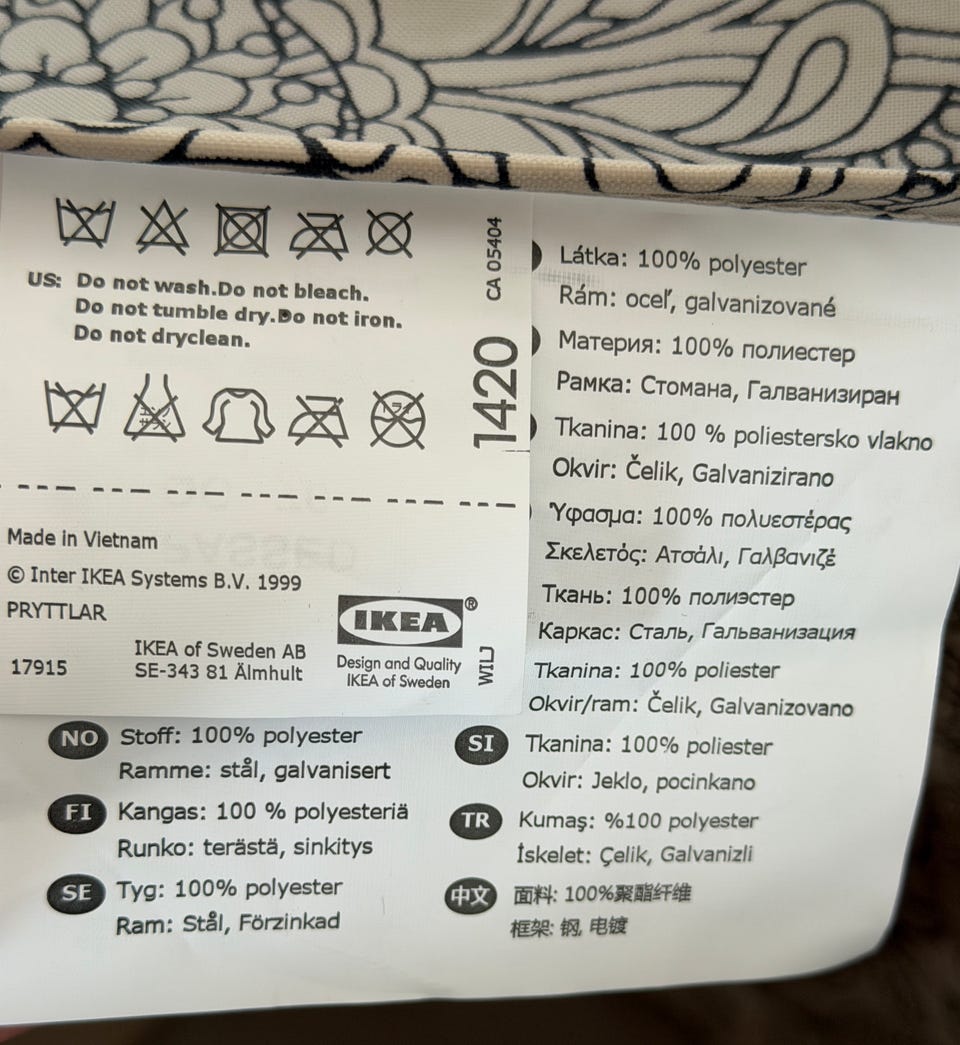 US: Do not wash.Do not bleach.
Do not tumble dry.Do not iron.
Do not dryclean.
CA 05404
1420
Made in Vietnam
© Inter IKEA Systems B.V. 1999
PRYTTLAR
17915
IKEA of Sweden AB
SE-343 81 Älmhult
IKEA®
Design and Quality
IKEA of Sweden
WILJ
Látka: 100% polyester
Rám: oceľ, galvanizované
Материя: 100% полиестер
Рамка: Стомана, Галванизиран
Tkanina: 100 % poliestersko vlakno
Okvir: Čelik, Galvanizirano
Ύφασμα: 100% πολυεστέρας
Σκελετός: Ατσάλι, Γαλβανιζέ
Ткань: 100% полиэстер
Каркас: Сталь, Гальванизация
Tkanina: 100% poliester
Okvir/ram: Čelik, Galvanizovano
NO Stoff: 100% polyester
Ramme: stål, galvanisert
FI Kangas: 100 % polyesteriä
Runko: terästä, sinkitys
SE Tyg: 100% polyester
Ram: Stål, Förzinkad
SI Tkanina: 100% poliester
Okvir: Jeklo, pocinkano
TR Kumaş: %100 polyester
İskelet: Çelik, Galvanizli
中文 面料: 100%聚酯纤维
框架: 钢, 电镀